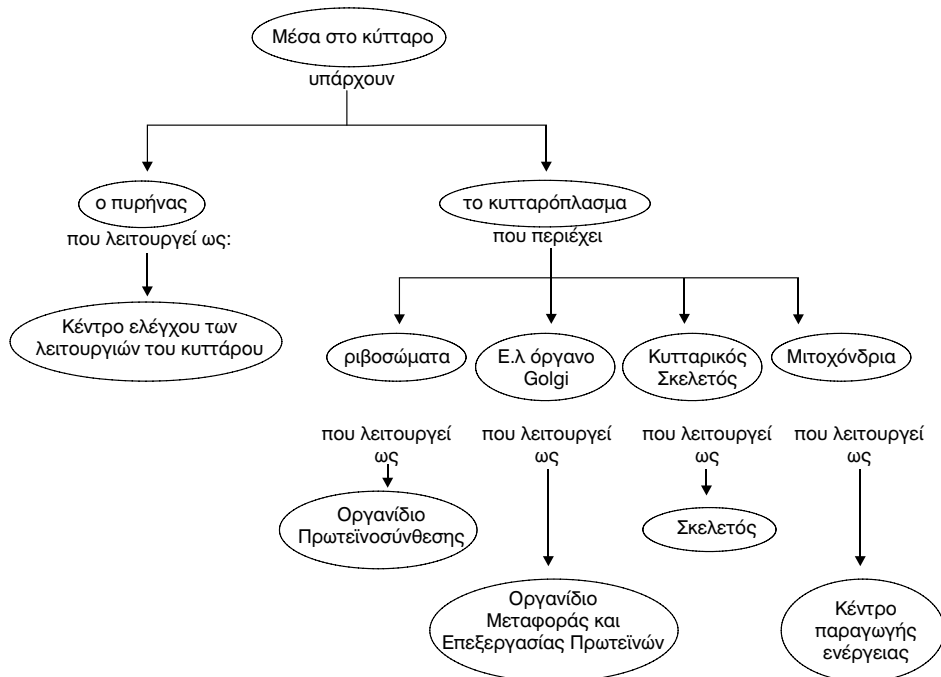 Μέσα στο κύτταρο
υπάρχουν
ο πυρήνας
που λειτουργεί ως:
Κέντρο ελέγχου των
λειτουργιών του κυττάρου
το κυτταρόπλασμα
που περιέχει
ριβοσώματα
Ε.λ όργανο
Golgi
Κυτταρικός
Σκελετός
Μιτοχόνδρια
που λειτουργεί
ως
που λειτουργεί
ως
που λειτουργεί
ως
που λειτουργεί
ως
Οργανίδιο
Πρωτεϊνοσύνθεσης
Οργανίδιο
Μεταφοράς και
Επεξεργασίας Πρωτεϊνών
Σκελετός
Κέντρο
παραγωγής
ενέργειας